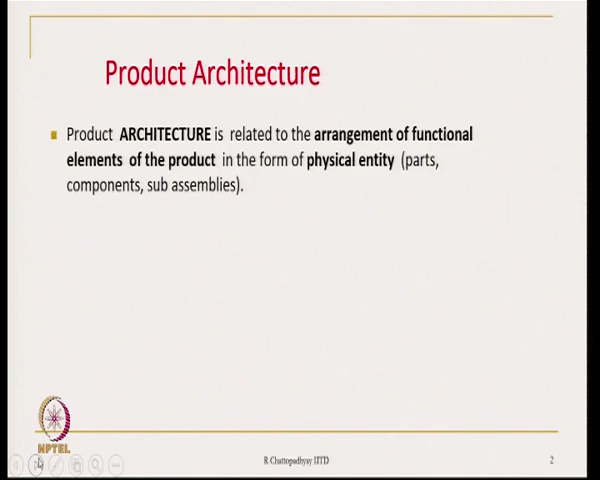 Product Architecture
Product ARCHITECTURE is related to the arrangement of functional
elements of the product in the form of physical entity (parts,
components, sub assemblies).
NPTEL
R Chattopadhyay IITD
2